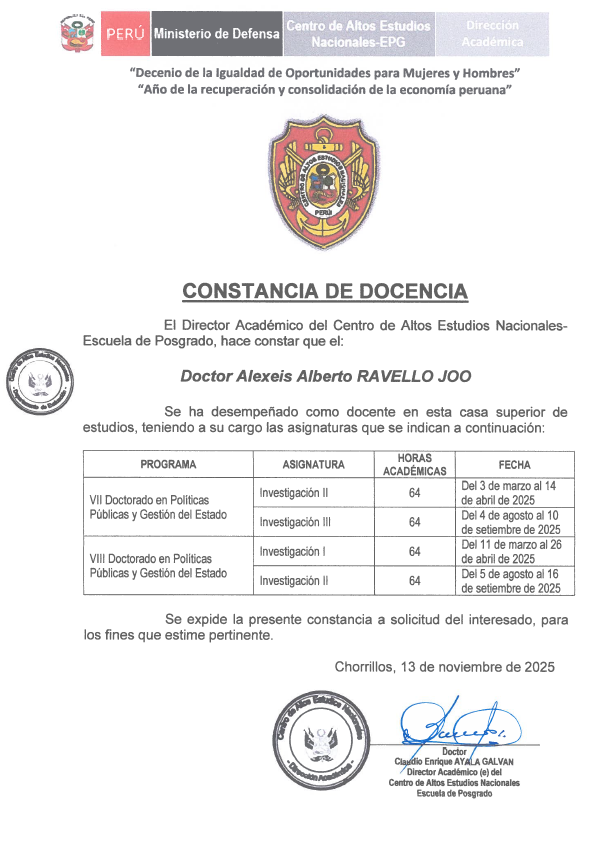 PERÚ
Ministerio de Defensa
Centro de Altos Estudios
Nacionales-EPG
Dirección
Académica
“Decenio de la Igualdad de Oportunidades para Mujeres y Hombres”
“Año de la recuperación y consolidación de la economía peruana”
CENTRO DE ALTOS ESTUDIOS NACIONALES
PERÚ
CONSTANCIA DE DOCENCIA
El Director Académico del Centro de Altos Estudios Nacionales-
Escuela de Posgrado, hace constar que el:
Centro de Altos Estudios Nacionales
Doctor Alexeis Alberto RAVELLO JOO
Se ha desempeñado como docente en esta casa superior de
estudios, teniendo a su cargo las asignaturas que se indican a continuación:
PROGRAMA
ASIGNATURA
HORAS
ACADÉMICAS
FECHA
VII Doctorado en Políticas
Públicas y Gestión del Estado
Investigación II
64
Del 3 de marzo al 14
de abril de 2025
Investigación III
64
Del 4 de agosto al 10
de setiembre de 2025
VIII Doctorado en Políticas
Públicas y Gestión del Estado
Investigación I
64
Del 11 de marzo al 26
de abril de 2025
Investigación II
64
Del 5 de agosto al 16
de setiembre de 2025
Se expide la presente constancia a solicitud del interesado, para
los fines que estime pertinente.
Chorrillos, 13 de noviembre de 2025
Centro de Altos Estudios Nacionales
Dirección Académica
Doctor
Claudio Enrique AYALA GALVAN
Director Académico (e) del
Centro de Altos Estudios Nacionales
Escuela de Posgrado